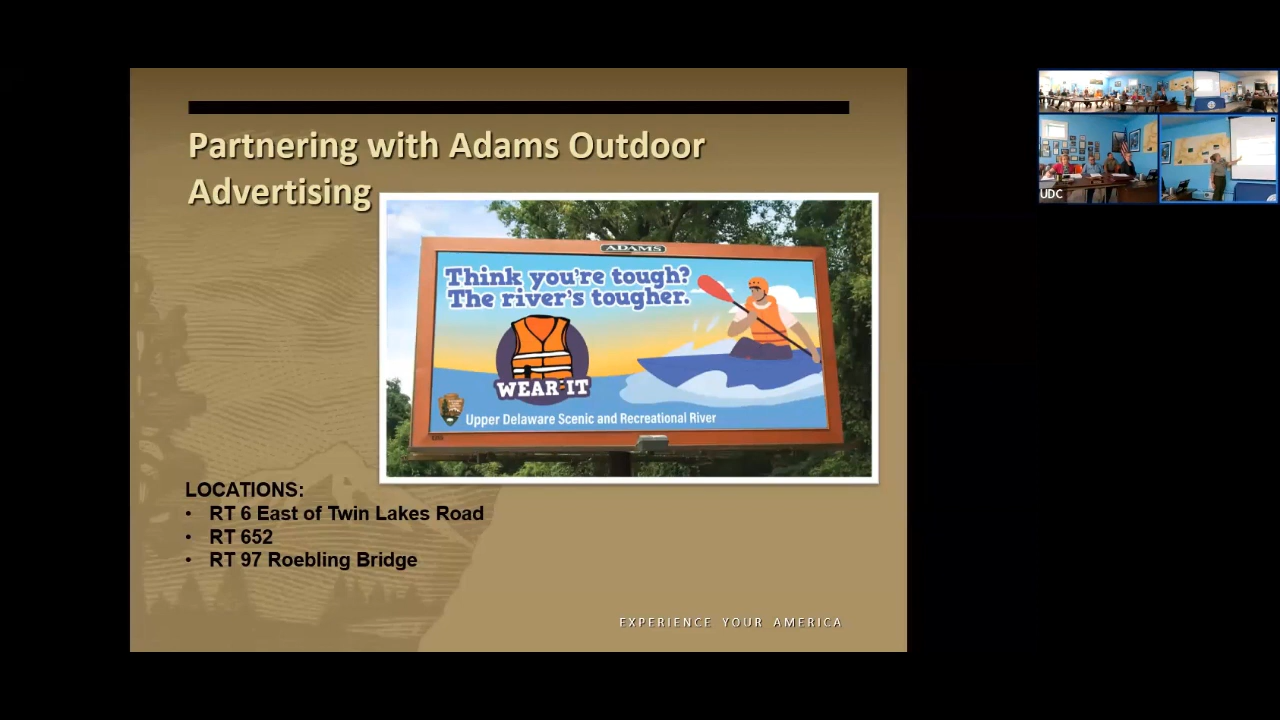 Partnering with Adams Outdoor
Advertising
ADAMS
Think you're tough?
The river's tougher.
WEAR IT
Upper Delaware Scenic and Recreational River
LOCATIONS:
• RT 6 East of Twin Lakes Road
• RT 652
• RT 97 Roebling Bridge
EXPERIENCE YOUR AMERICA
UDC